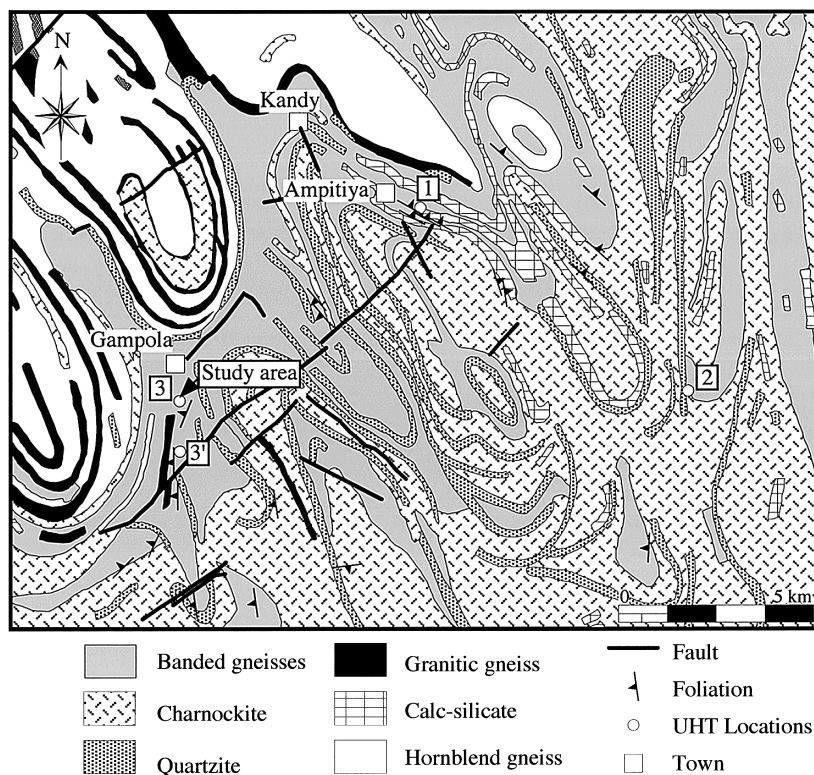 N
Kandy
Ampitiya
1
Gampola
Study area
3
2
3'
0
5 km
Banded gneisses
Granitic gneiss
Fault
Charnockite
Calc-silicate
Foliation
Quartzite
Hornblend gneiss
UHT Locations
Town